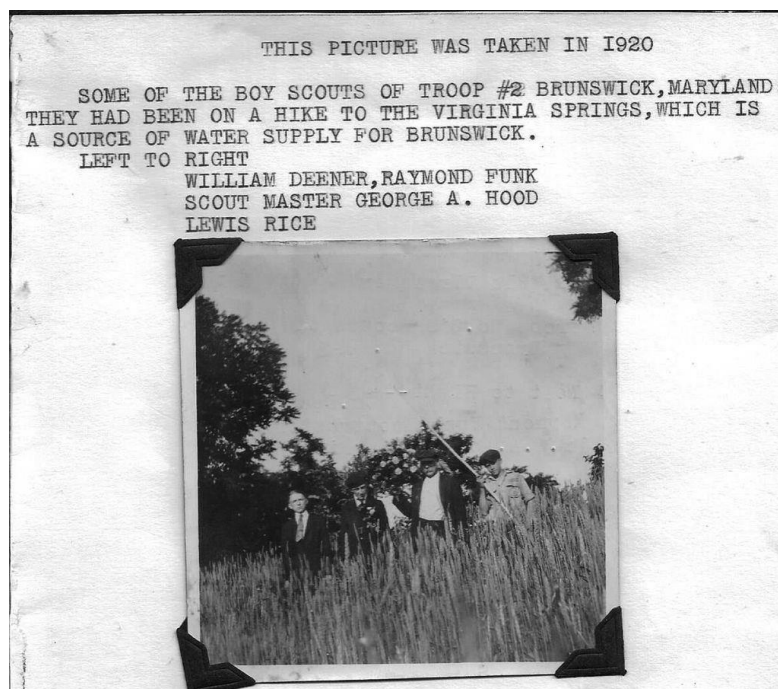 THIS PICTURE WAS TAKEN IN I920
SOME OF THE BOY SCOUTS OF TROOP #2 BRUNSWICK,MARYLAND
THEY HAD BEEN ON A HIKE TO THE VIRGINIA SPRINGS,WHICH IS
A SOURCE OF WATER SUPPLY FOR BRUNSWICK.
LEFT TO RIGHT
WILLIAM DEENER,RAYMOND FUNK
SCOUT MASTER GEORGE A. HOOD
LEWIS RICE